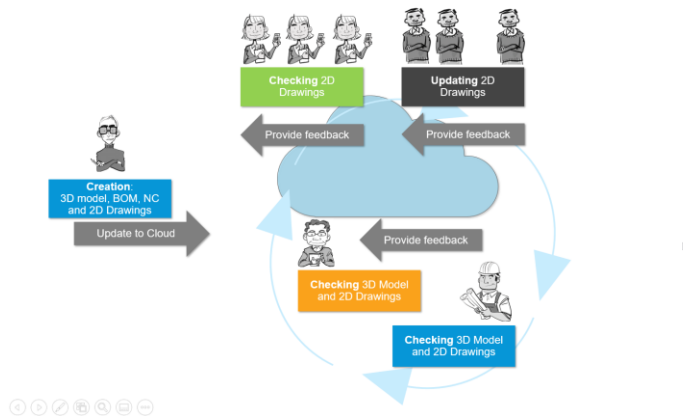 Checking 2D
Drawings
Updating 2D
Drawings
Provide feedback
Provide feedback
Creation:
3D model, BOM, NC
and 2D Drawings
Update to Cloud
Provide feedback
Checking 3D Model
and 2D Drawings
Checking 3D Model
and 2D Drawings